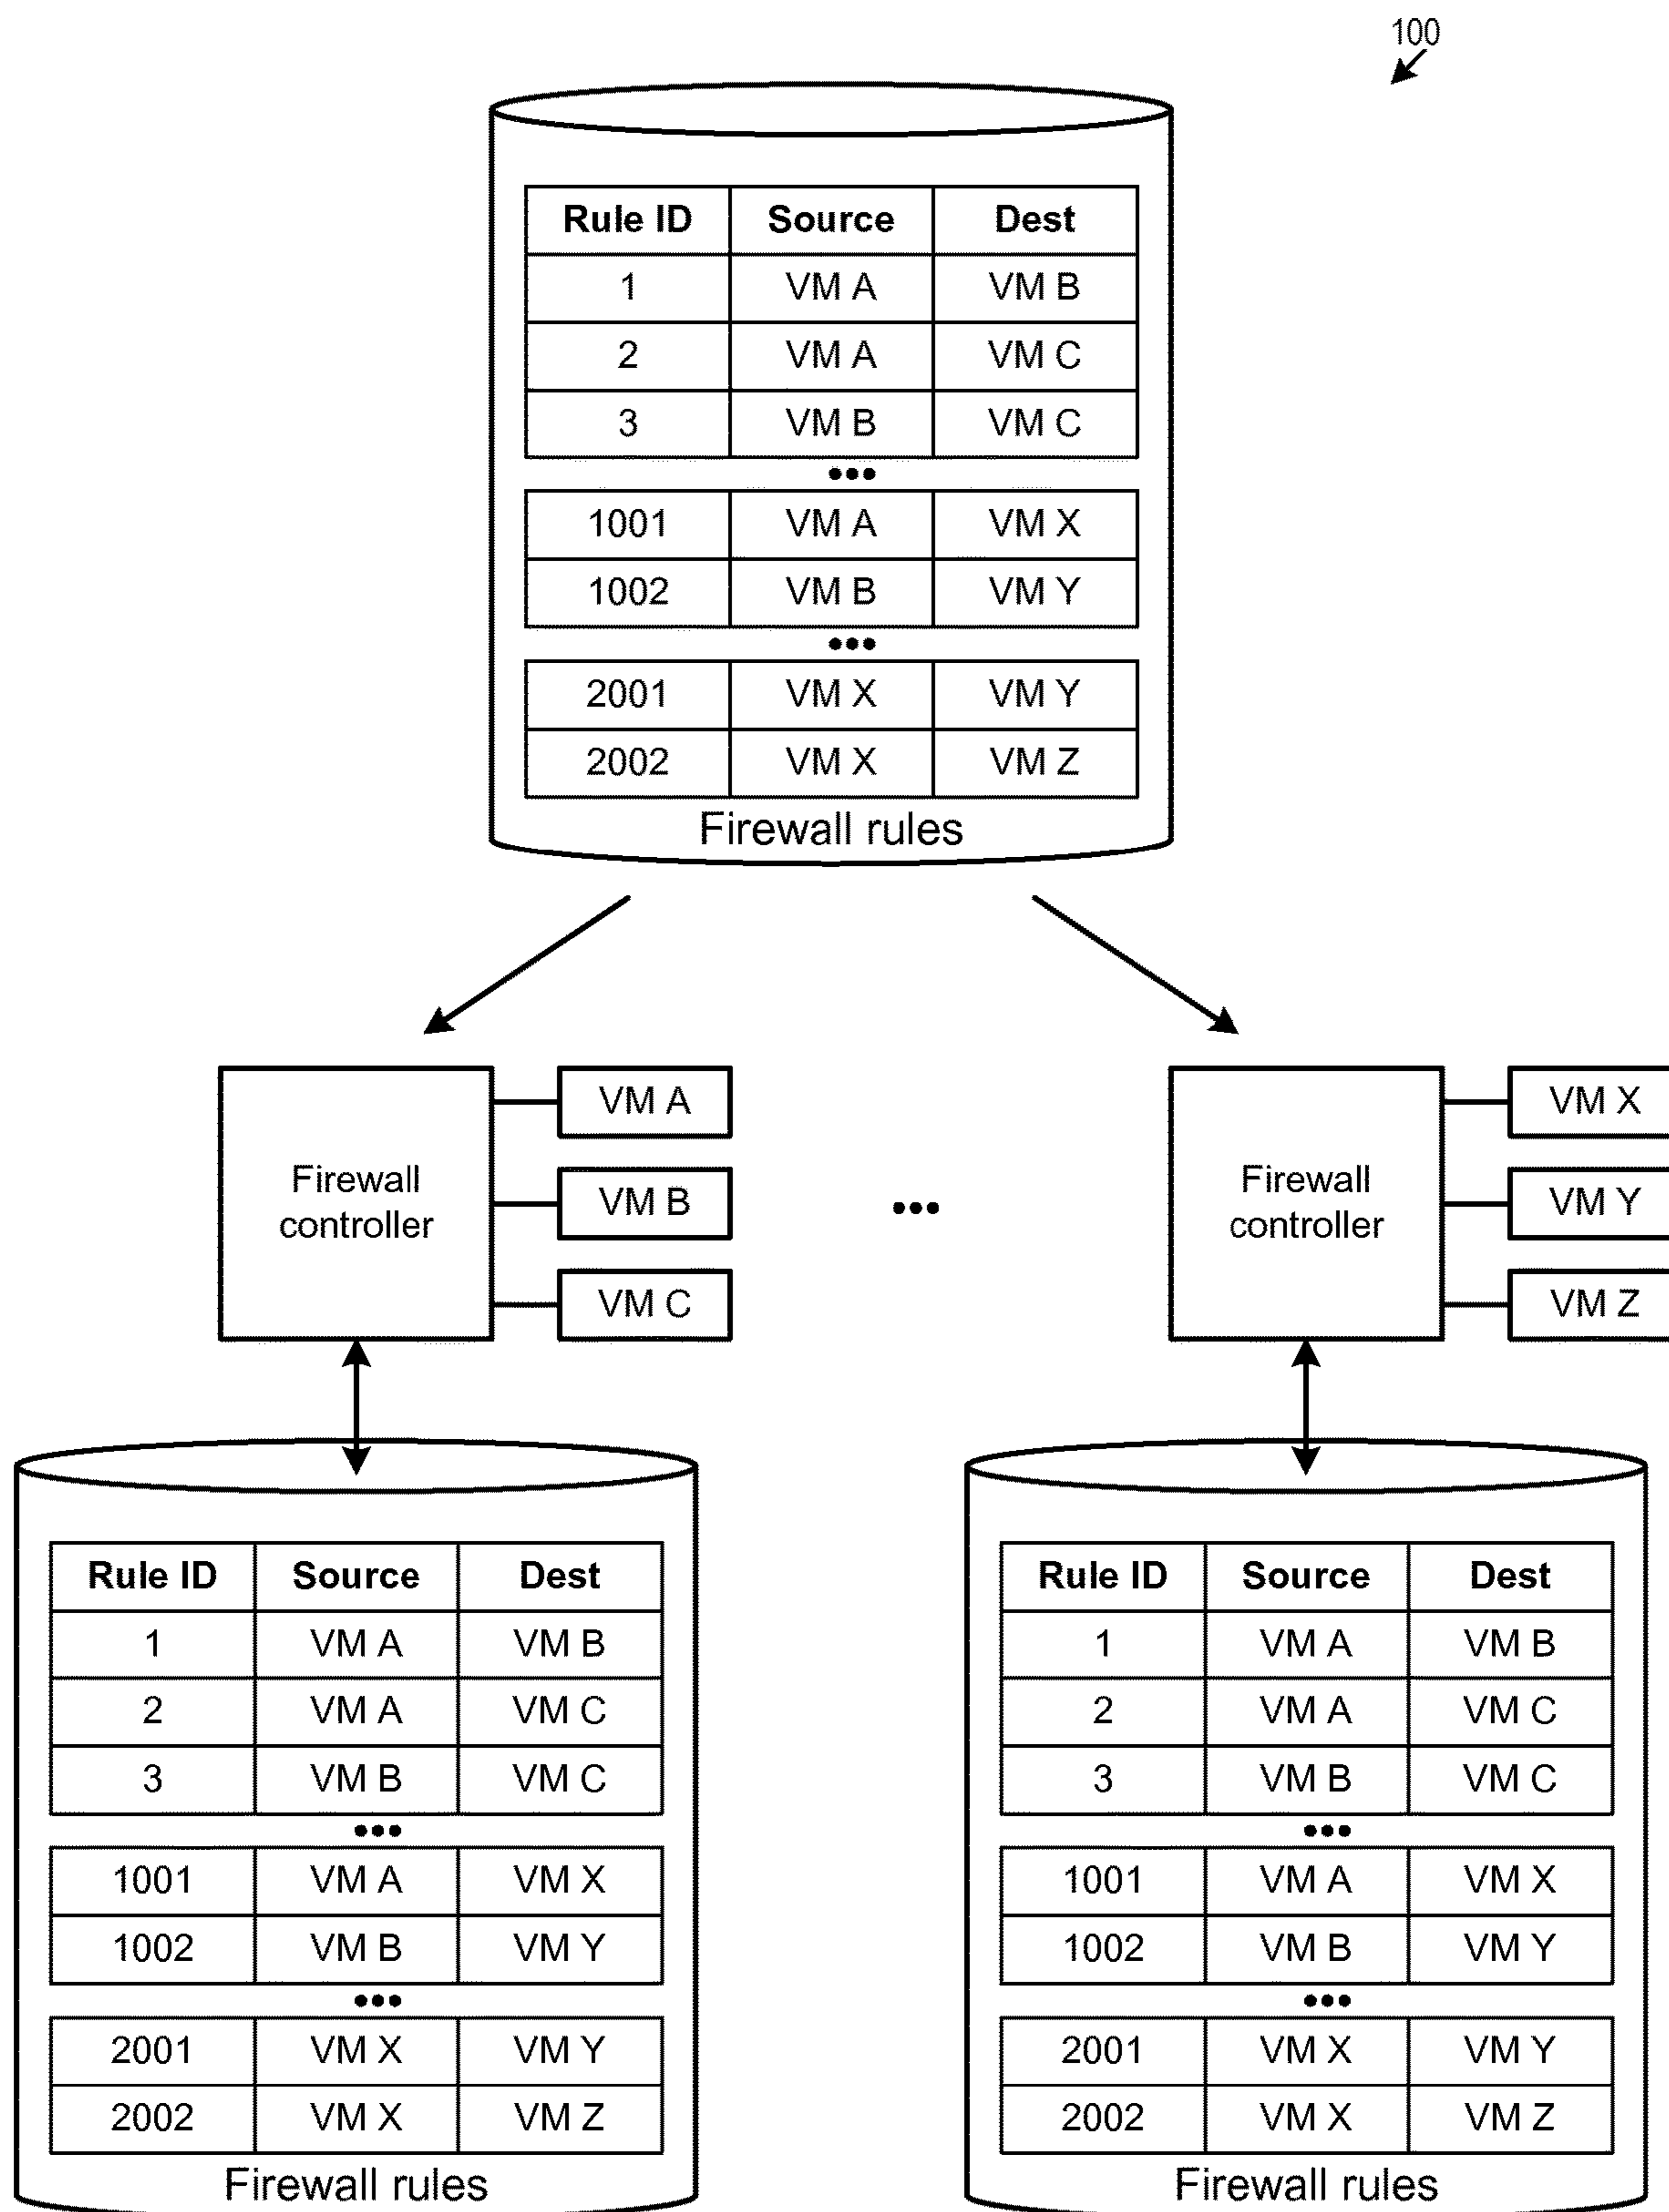 100
Rule ID Source Dest
1 VM A VM B
2 VM A VM C
3 VM B VM C
•••
1001 VM A VM X
1002 VM B VM Y
•••
2001 VM X VM Y
2002 VM X VM Z
Firewall rules
Firewall
controller
VM A
VM B
VM C
•••
Firewall
controller
VM X
VM Y
VM Z
Rule ID Source Dest
1 VM A VM B
2 VM A VM C
3 VM B VM C
•••
1001 VM A VM X
1002 VM B VM Y
•••
2001 VM X VM Y
2002 VM X VM Z
Firewall rules
Rule ID Source Dest
1 VM A VM B
2 VM A VM C
3 VM B VM C
•••
1001 VM A VM X
1002 VM B VM Y
•••
2001 VM X VM Y
2002 VM X VM Z
Firewall rules